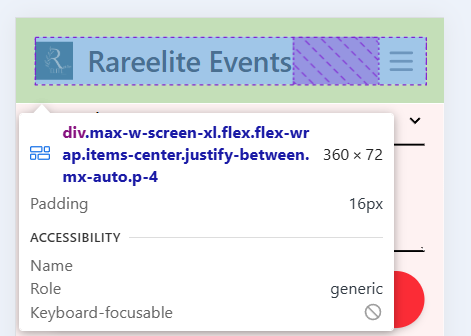 Rareelite Events
div.max-w-screen-xl.flex.flex-wr
ap.items-center.justify-between.
mx-auto.p-4
360 × 72
Padding 16px
ACCESSIBILITY
Name
Role generic
Keyboard-focusable